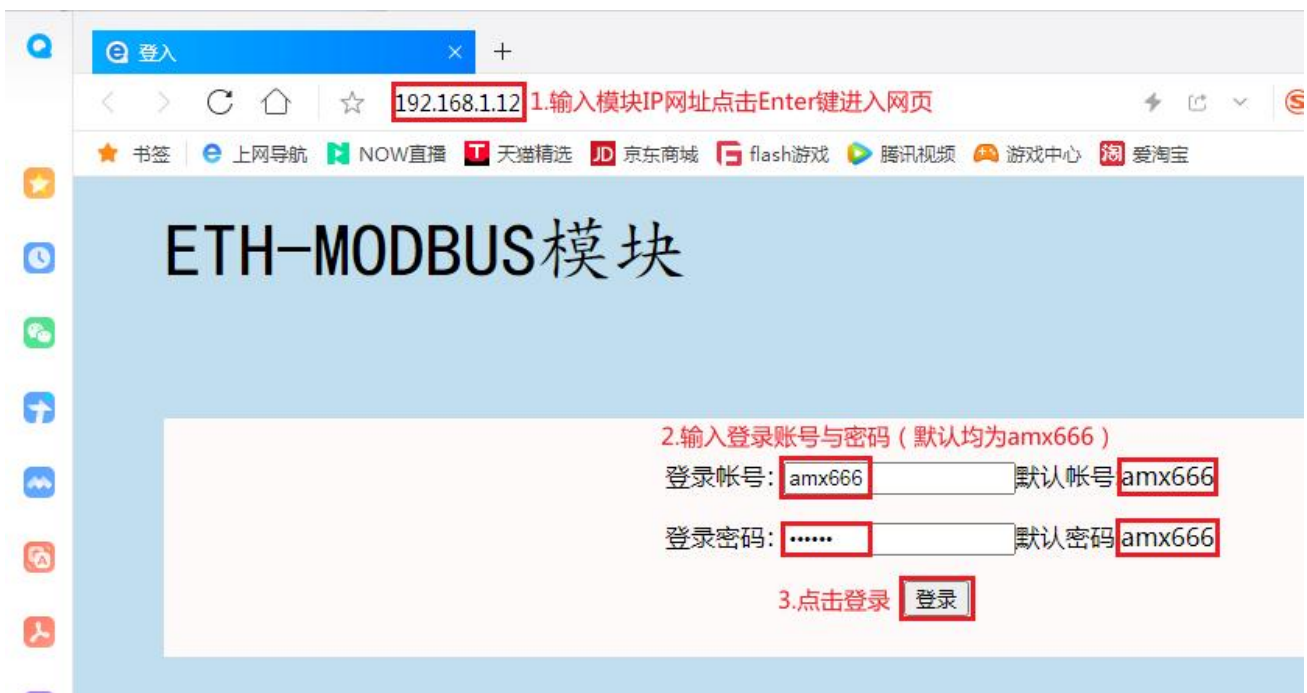 登入
192.168.1.12 1.输入模块IP网址点击Enter键进入网页
书签 上网导航 NOW直播 T 天猫精选 JD 京东商城 flash游戏 腾讯视频 游戏中心 淘 爱淘宝
ETH-MODBUS模块
2.输入登录账号与密码(默认均为amx666)
登录帐号: amx666 默认帐号:amx666
登录密码: •••••• 默认密码 amx666
3.点击登录 登录